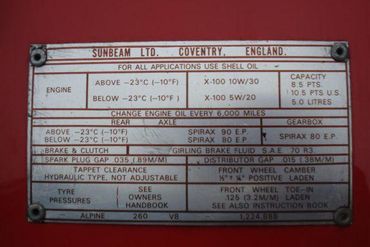 SUNBEAM LTD. COVENTRY, ENGLAND.
FOR ALL APPLICATIONS USE SHELL OIL
ENGINE ABOVE -23°C (-10°F) X-100 10W/30 CAPACITY
8.5 PTS.
10.5 PTS U.S.
BELOW -23°C (-10°F) X-100 5W/20 5.0 LITRES
CHANGE ENGINE OIL EVERY 6,000 MILES
REAR AXLE GEARBOX
ABOVE -23°C (-10°F) SPIRAX 90 E.P. SPIRAX 80 E.P.
BELOW -23°C (-10°F) SPIRAX 80 E.P.
BRAKE & CLUTCH GIRLING BRAKE FLUID S.A.E 70 R3.
SPARK PLUG GAP .035 (.89M/M) DISTRIBUTOR GAP .015 (.38M/M)
TAPPET CLEARANCE FRONT WHEEL CAMBER
HYDRAULIC TYPE, NOT ADJUSTABLE POSITIVE LADEN
TYRE PRESSURES SEE OWNERS HANDBOOK FRONT WHEEL TOE-IN
.125 (3.2M/M) LADEN
SEE ALSO INSTRUCTION BOOK
ALPINE 260 V8